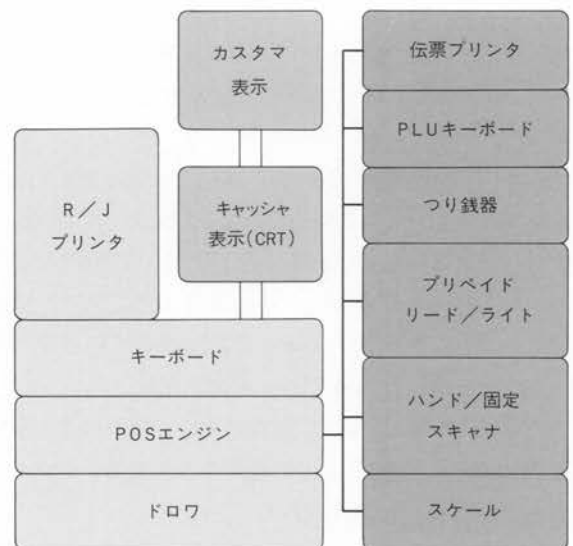 カスタマ
表示
R/J
プリンタ
キャッシャ
表示(CRT)
キーボード
POSエンジン
ドロワ
伝票プリンタ
PLUキーボード
つり銭器
プリペイド
リード/ライト
ハンド/固定
スキャナ
スケール